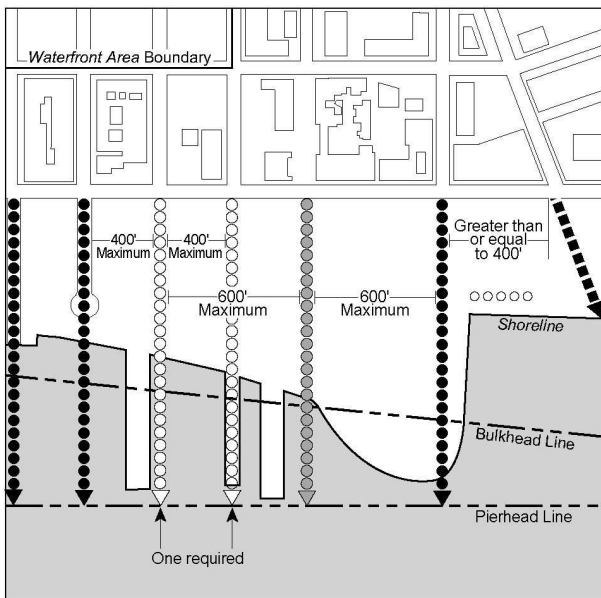 Waterfront Area Boundary
400'
Maximum
400'
Maximum
Greater than
or equal
to 400'
600'
Maximum
600'
Maximum
Shoreline
Bulkhead Line
Pierhead Line
One required